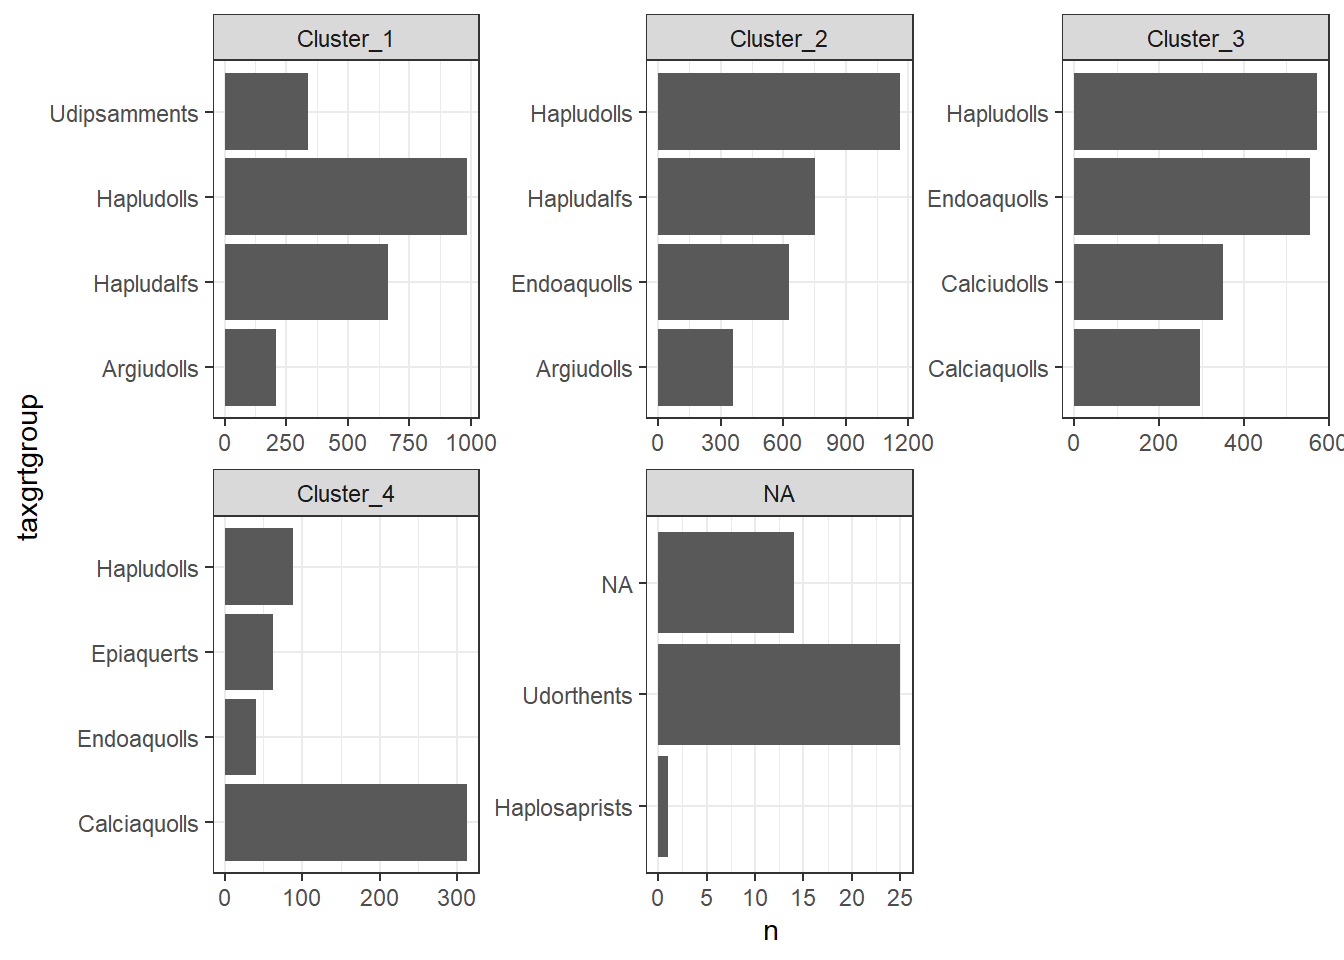 Cluster_1
Cluster_2
Cluster_3
Udipsamments
Hapludolls
Hapludalfs
Argiudolls
0 250 500 750 1000
Hapludolls
Hapludalfs
Endoaquolls
Argiudolls
0 300 600 900 1200
Hapludolls
Endoaquolls
Calciudolls
Calciaquolls
0 200 400 600
taxgrtgroup
Cluster_4
NA
Hapludolls
Epiaquerts
Endoaquolls
Calciaquolls
0 100 200 300
NA
Udorthents
Haplosaprists
0 5 10 15 20 25
n